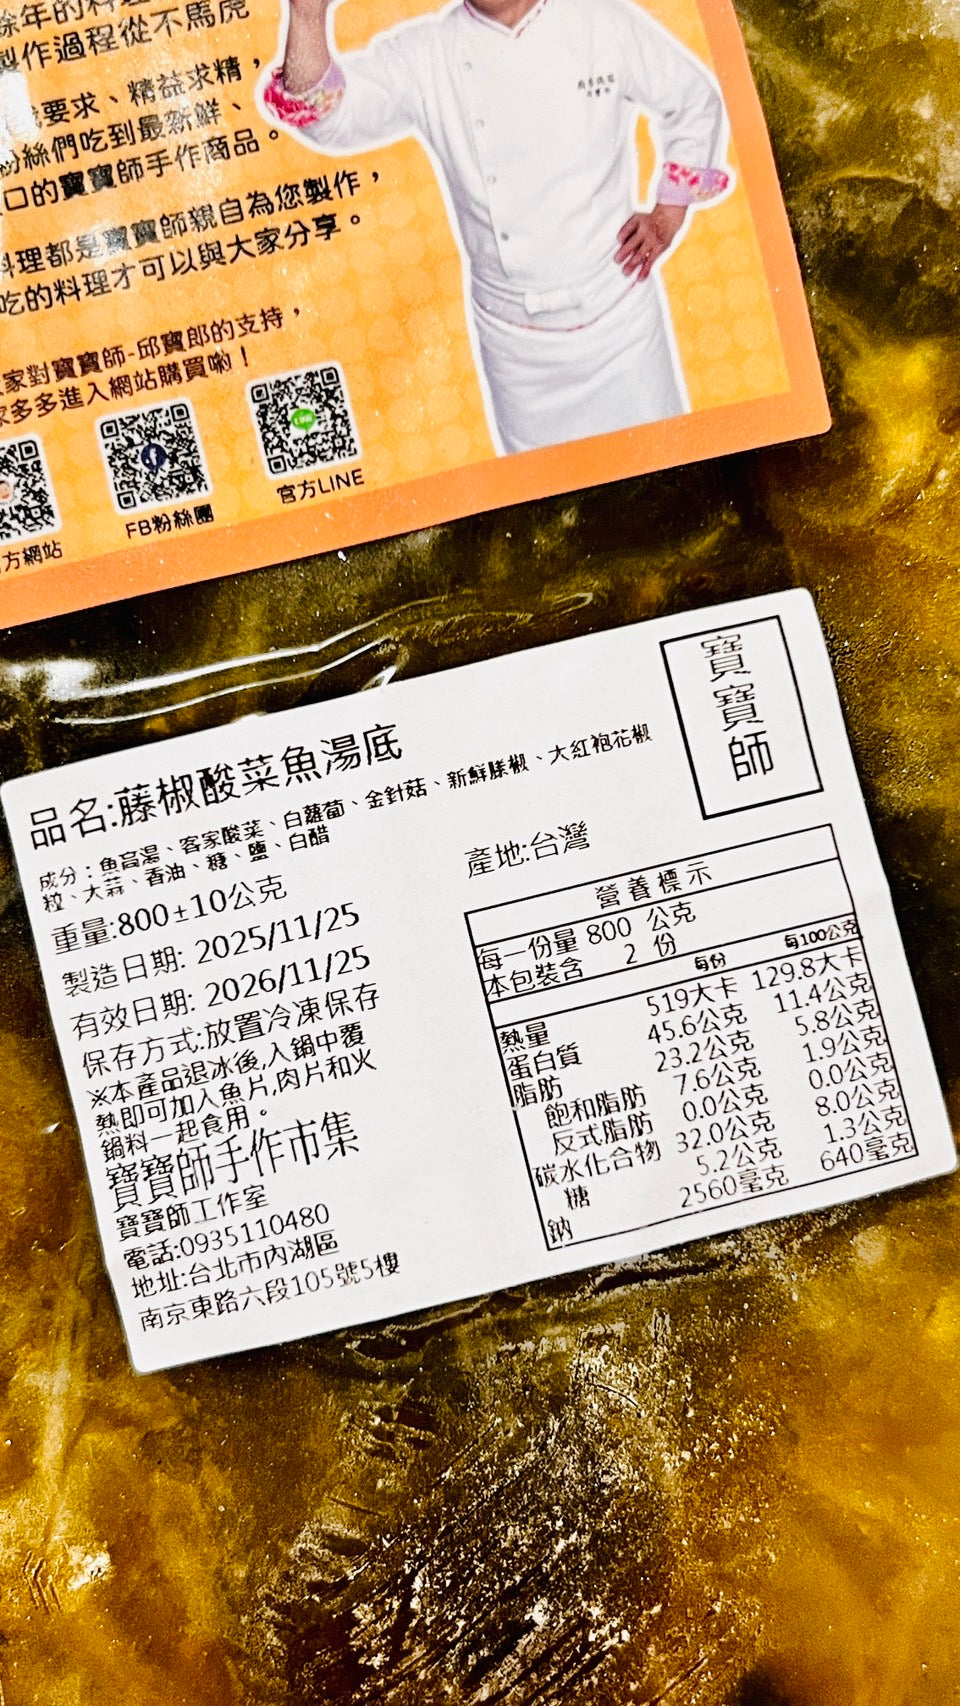 餘年的料理
製作過程從不馬虎
要求、精益求精，
粉絲們吃到最新鮮、
口的寶寶師手作商品。
料理都是寶寶師親自為您製作，
吃的料理才可以與大家分享。
家對寶寶師-邱寶郎的支持，
家多多進入網站購買喲！
方網站
FB粉絲團
官方LINE
LINE
寶寶師
品名:藤椒酸菜魚湯底
成分：魚高湯、客家酸菜、白蘿蔔、金針菇、新鮮藤椒、大紅袍花椒
粒、大蒜、香油、糖、鹽、白醋
重量:800±10公克
產地:台灣
製造日期: 2025/11/25
有效日期: 2026/11/25
保存方式:放置冷凍保存
※本產品退冰後,入鍋中覆
熱即可加入魚片,肉片和火
鍋料一起食用。
寶寶師手作市集
寶寶師工作室
電話:0935110480
地址:台北市內湖區
南京東路六段105號5樓
營養標示
每一份量 800 公克
本包裝含 2 份
每份 每100公克
熱量 519大卡 129.8大卡
蛋白質 45.6公克 11.4公克
脂肪 23.2公克 5.8公克
飽和脂肪 7.6公克 1.9公克
反式脂肪 0.0公克 0.0公克
碳水化合物 32.0公克 8.0公克
糖 5.2公克 1.3公克
鈉 2560毫克 640毫克